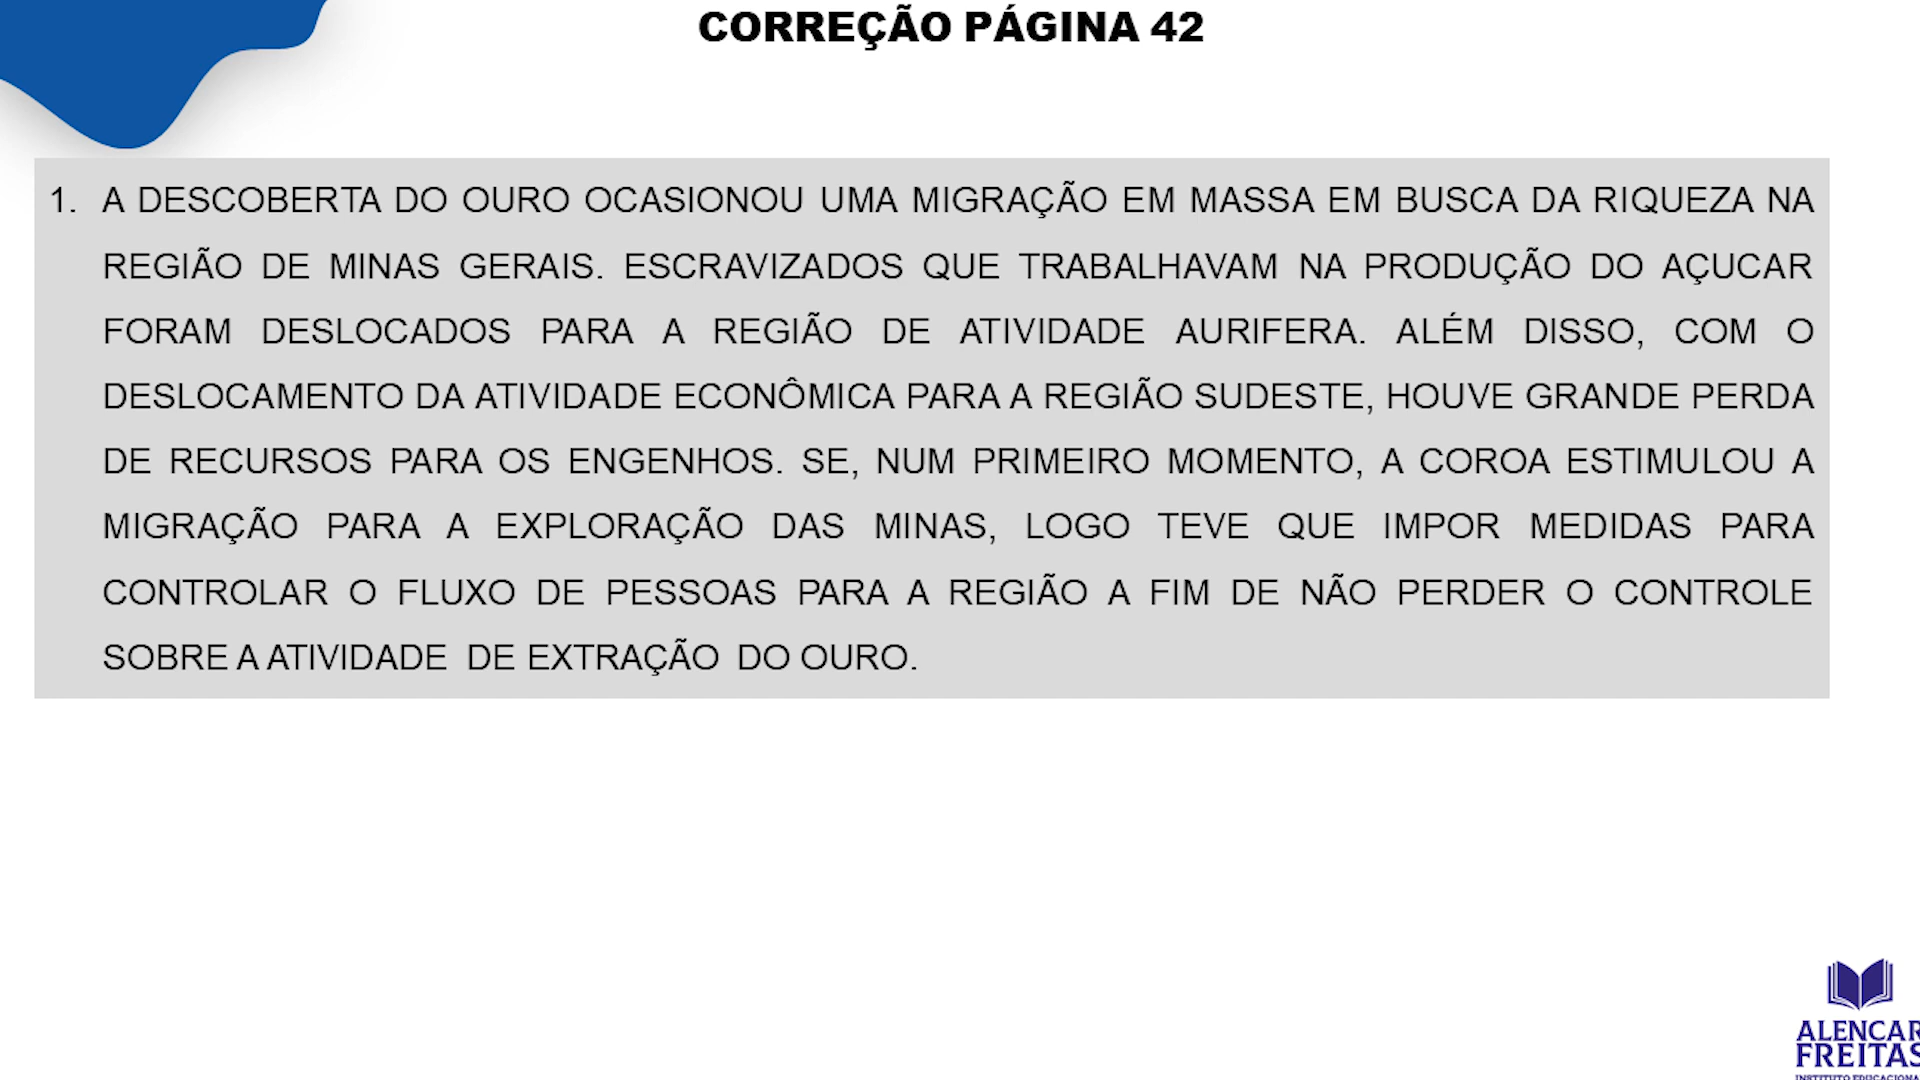 CORREÇÃO PÁGINA 42
1. A DESCOBERTA DO OURO OCASIONOU UMA MIGRAÇÃO EM MASSA EM BUSCA DA RIQUEZA NA
REGIÃO DE MINAS GERAIS. ESCRAVIZADOS QUE TRABALHAVAM NA PRODUÇÃO DO AÇUCAR
FORAM DESLOCADOS PARA A REGIÃO DE ATIVIDADE AURIFERA. ALÉM DISSO, COM O
DESLOCAMENTO DA ATIVIDADE ECONÔMICA PARA A REGIÃO SUDESTE, HOUVE GRANDE PERDA
DE RECURSOS PARA OS ENGENHOS. SE, NUM PRIMEIRO MOMENTO, A COROA ESTIMULOU A
MIGRAÇÃO PARA A EXPLORAÇÃO DAS MINAS, LOGO TEVE QUE IMPOR MEDIDAS PARA
CONTROLAR O FLUXO DE PESSOAS PARA A REGIÃO A FIM DE NÃO PERDER O CONTROLE
SOBRE A ATIVIDADE DE EXTRAÇÃO DO OURO.
ALENCAR
FREITAS